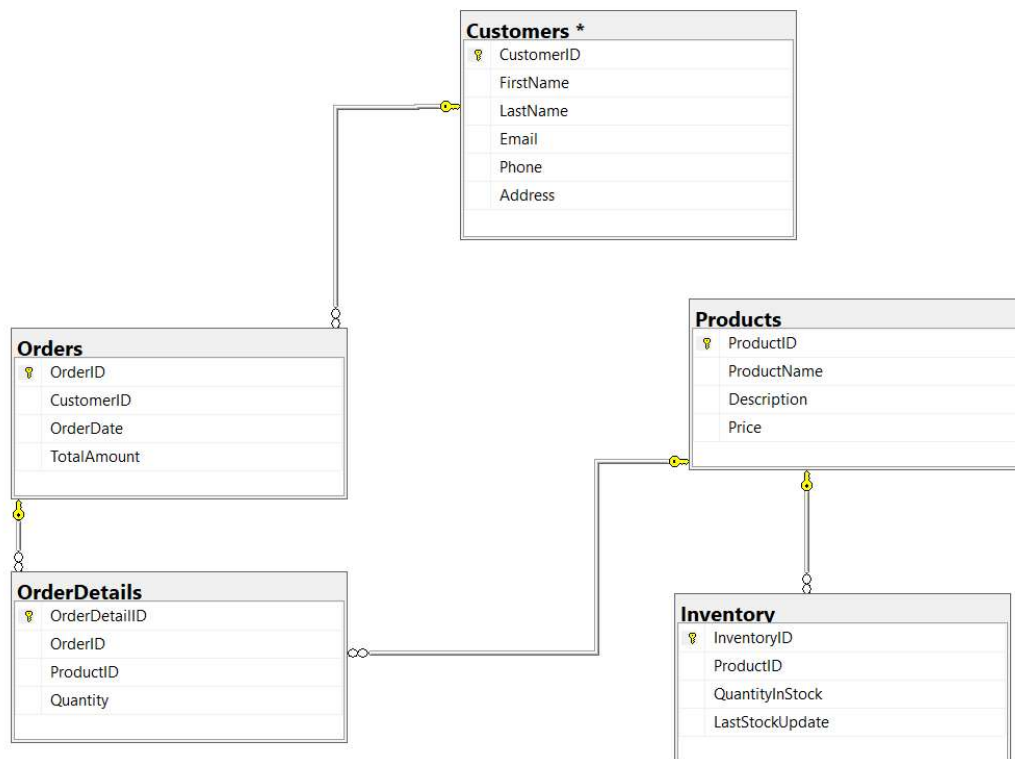 Customers *
CustomerID
FirstName
LastName
Email
Phone
Address
Orders
OrderID
CustomerID
OrderDate
TotalAmount
Products
ProductID
ProductName
Description
Price
OrderDetails
OrderDetailID
OrderID
ProductID
Quantity
Inventory
InventoryID
ProductID
QuantityInStock
LastStockUpdate